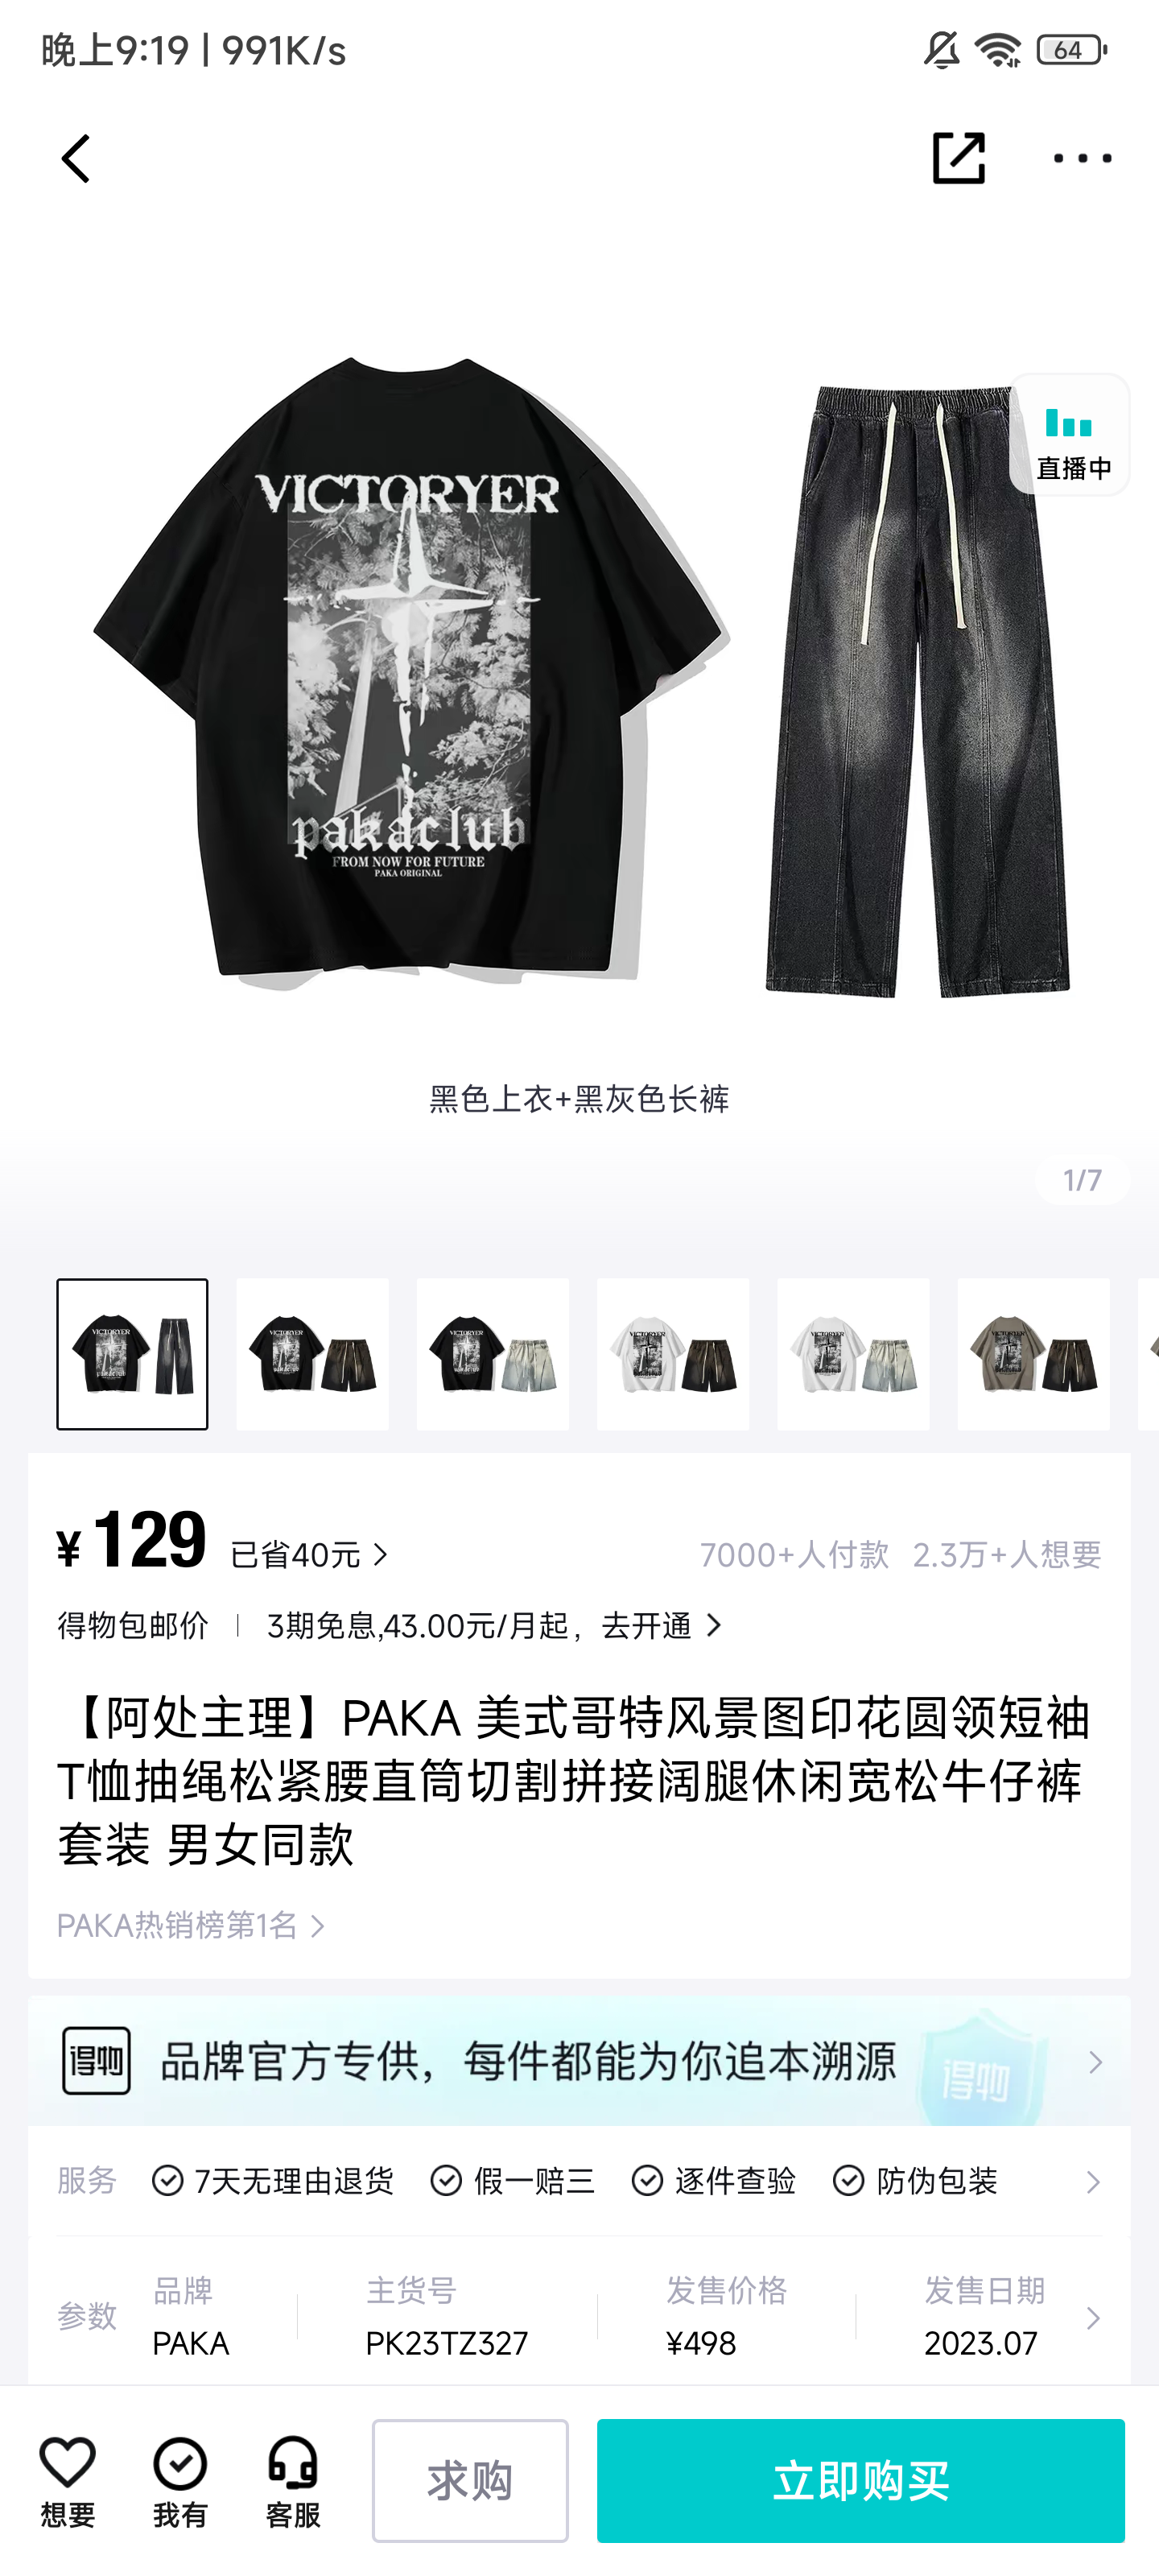 晚上9:19 | 991K/s
64
VICTORYER
直播中
pakaclub
FROM NOW FOR FUTURE
PAKA ORIGINAL
黑色上衣+黑灰色长裤
1/7
¥129 已省40元 7000+人付款 2.3万+人想要
得物包邮价 | 3期免息,43.00元/月起，去开通
【阿处主理】PAKA 美式哥特风景图印花圆领短袖
T恤抽绳松紧腰直筒切割拼接阔腿休闲宽松牛仔裤
套装 男女同款
PAKA热销榜第1名
得物 品牌官方专供，每件都能为你追本溯源 得物
服务 7天无理由退货 假一赔三 逐件查验 防伪包装
参数
品牌 主货号 发售价格 发售日期
PAKA PK23TZ327 ¥498 2023.07
想要 我有 客服 求购 立即购买